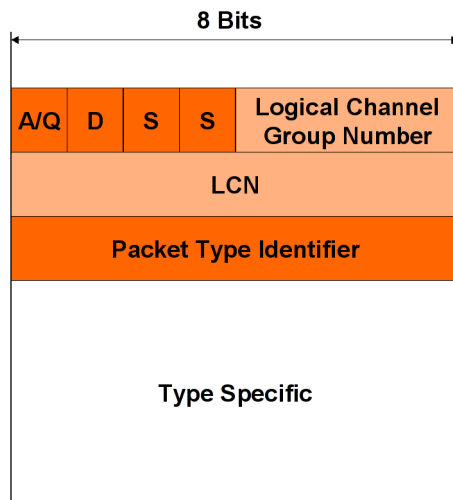 8 Bits
A/Q D S S Logical Channel
Group Number
LCN
Packet Type Identifier
Type Specific